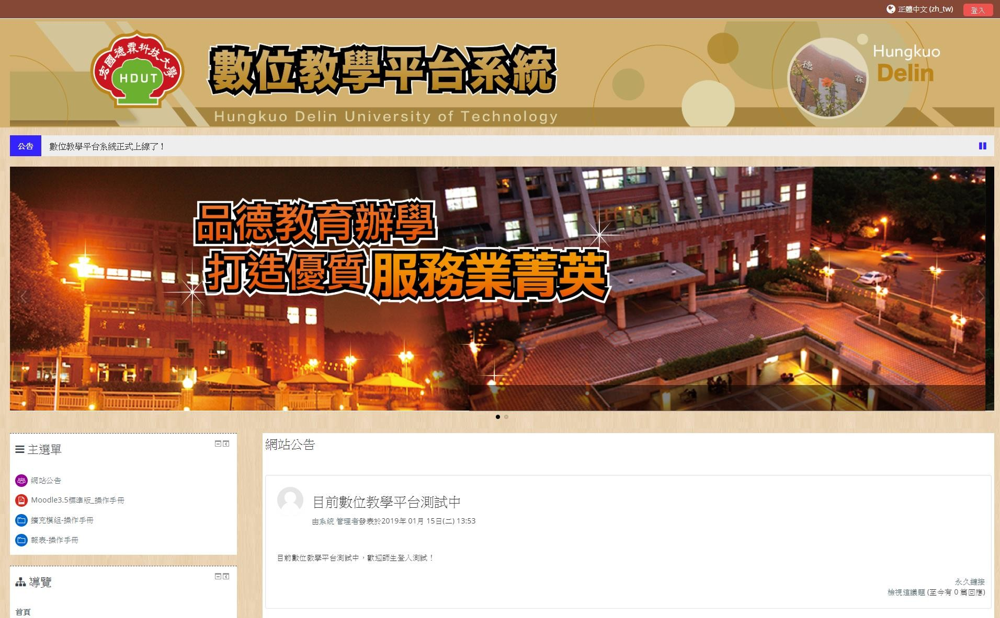 正體中文 (zh_tw)
登入
宏國德霖科技大學
HDUT
數位教學平台系統
Hungkuo Delin University of Technology
德
霖
Hungkuo
Delin
公告
數位教學平台系統正式上線了！
品德教育辦學
打造優質服務業菁英
主選單
網站公告
Moodle3.5標準版_操作手冊
擴充模組-操作手冊
報表-操作手冊
導覽
首頁
網站公告
目前數位教學平台測試中
由系統 管理者發表於2019年 01月 15日(二) 13:53
目前數位教學平台測試中，歡迎師生登入測試！
永久鏈接
檢視這議題 (至今有 0 篇回應)